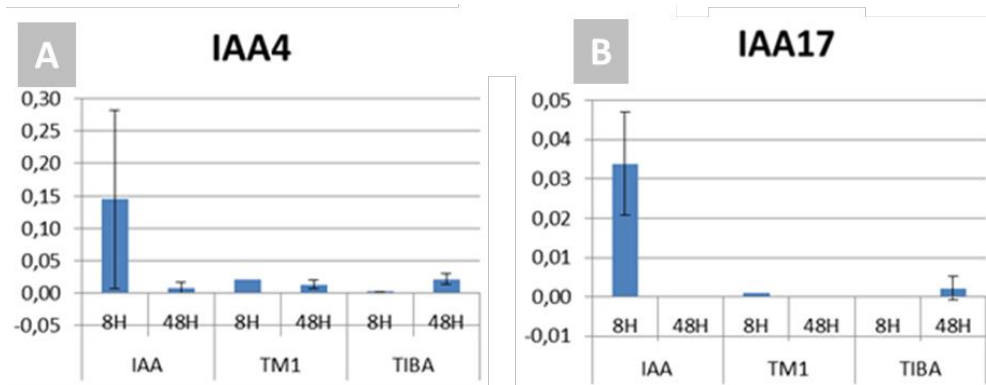 A
IAA4
0,30
0,25
0,20
0,15
0,10
0,05
0,00
-0,05
8H 48H 8H 48H 8H 48H
IAA TM1 TIBA
B
IAA17
0,05
0,04
0,03
0,02
0,01
0,00
-0,01
8H 48H 8H 48H 8H 48H
IAA TM1 TIBA